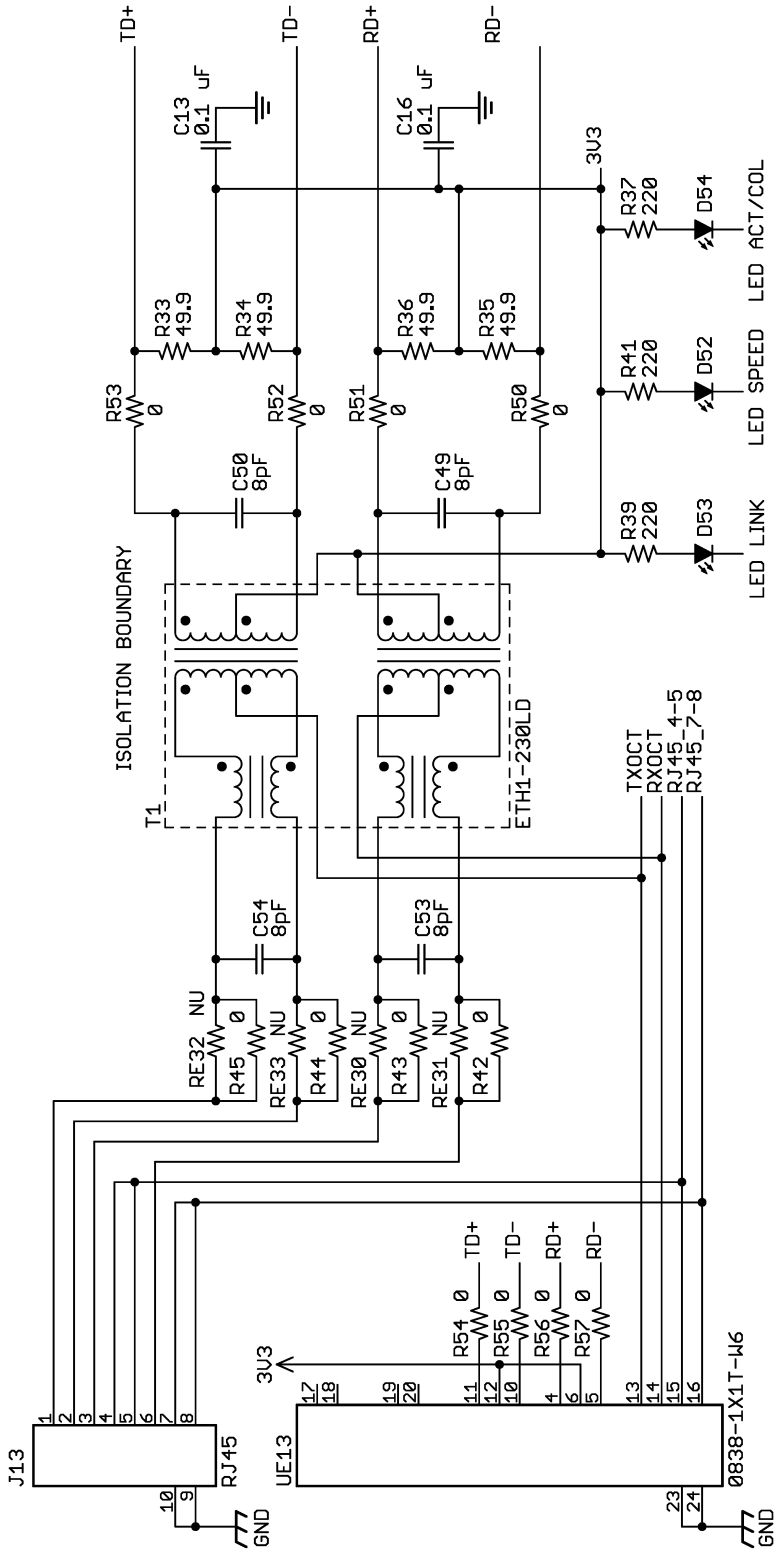 TD+
C13
0.1 uF
TD-
RD+
C16
0.1 uF
RD-
3V3
R53
0
R33
49.9
R34
49.9
R52
0
R51
0
R36
49.9
R35
49.9
R50
0
R37
220
D54
LED ACT/COL
R41
220
D52
LED SPEED
R39
220
D53
LED LINK
C50
8pF
C49
8pF
ISOLATION BOUNDARY
T1
ETH1-230LD
TXOCT
RXOCT
RJ45_4-5
RJ45_7-8
C54
8pF
C53
8pF
RE32
NU
R45
0
RE33
NU
R44
0
RE30
NU
R43
0
RE31
NU
R42
0
J13
1
2
3
4
5
6
7
8
10
9
RJ45
GND
3V3
R54
0
TD+
R55
0
TD-
R56
0
RD+
R57
0
RD-
UE13
17
18
19
20
11
12
10
4
6
5
13
14
15
16
23
24
0838-1X1T-W6
GND